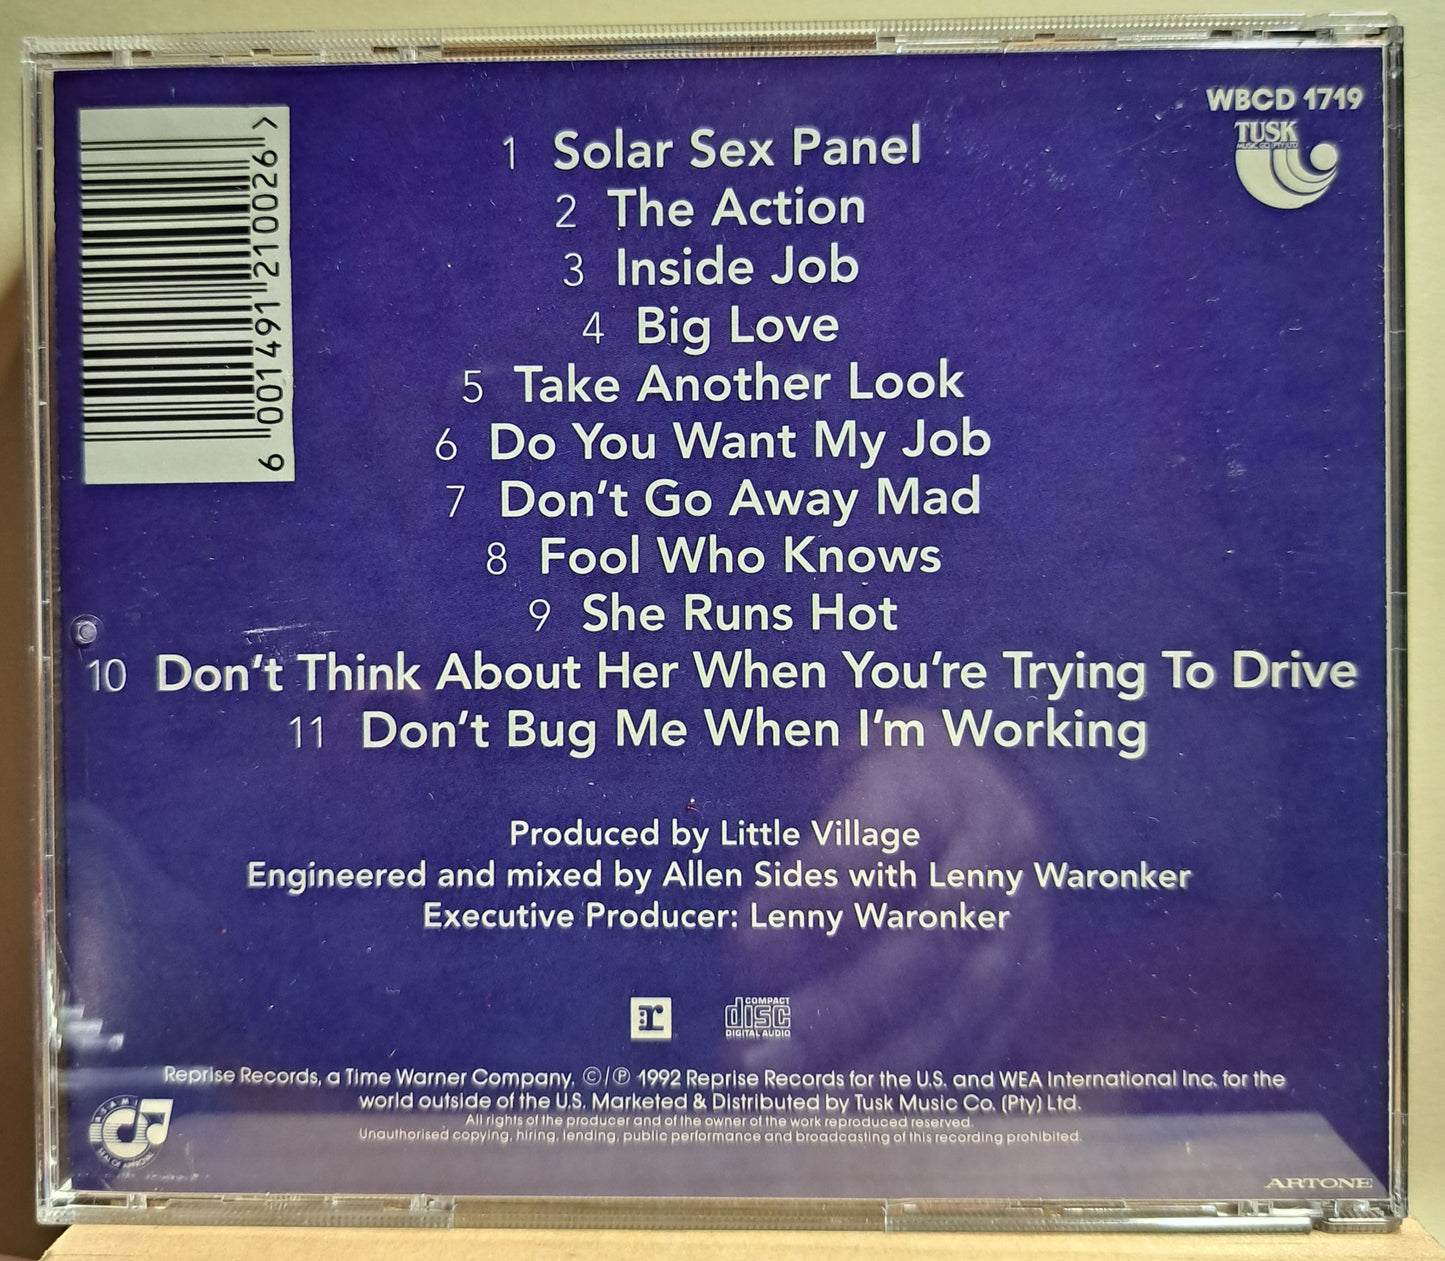 WBCD 1719
TUSK
MUSIC CO (PTY) LTD
6 001491 210026 >
1 Solar Sex Panel
2 The Action
3 Inside Job
4 Big Love
5 Take Another Look
6 Do You Want My Job
7 Don't Go Away Mad
8 Fool Who Knows
9 She Runs Hot
10 Don't Think About Her When You're Trying To Drive
11 Don't Bug Me When I'm Working
Produced by Little Village
Engineered and mixed by Allen Sides with Lenny Waronker
Executive Producer: Lenny Waronker
:r
COMPACT
disc
DIGITAL AUDIO
Reprise Records, a Time Warner Company. ©/℗ 1992 Reprise Records for the U.S. and WEA International Inc. for the
world outside of the U.S. Marketed & Distributed by Tusk Music Co. (Pty) Ltd.
All rights of the producer and of the owner of the work reproduced reserved.
Unauthorised copying, hiring, lending, public performance and broadcasting of this recording prohibited.
SEAL OF APPROVAL
ARTONE